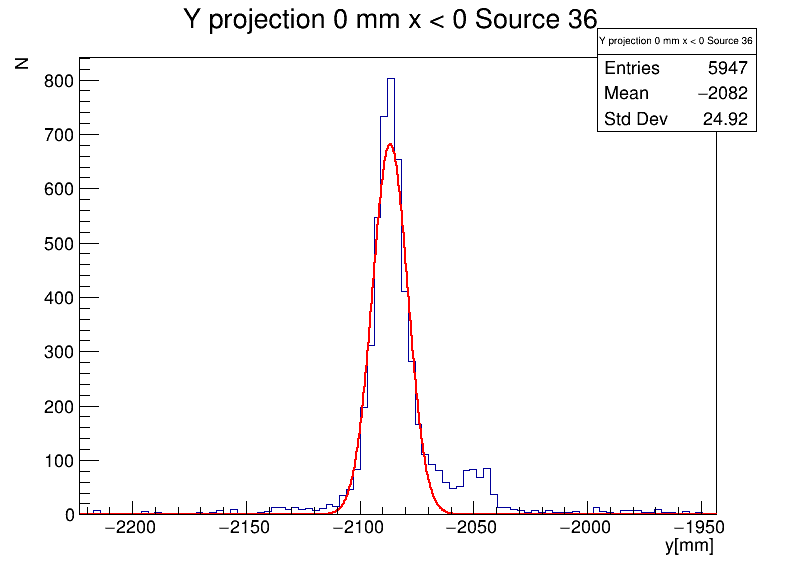 Y projection 0 mm x < 0 Source 36
Y projection 0 mm x < 0 Source 36
Entries 5947
Mean −2082
Std Dev 24.92
N
800
700
600
500
400
300
200
100
0
−2200 −2150 −2100 −2050 −2000 −1950
y[mm]